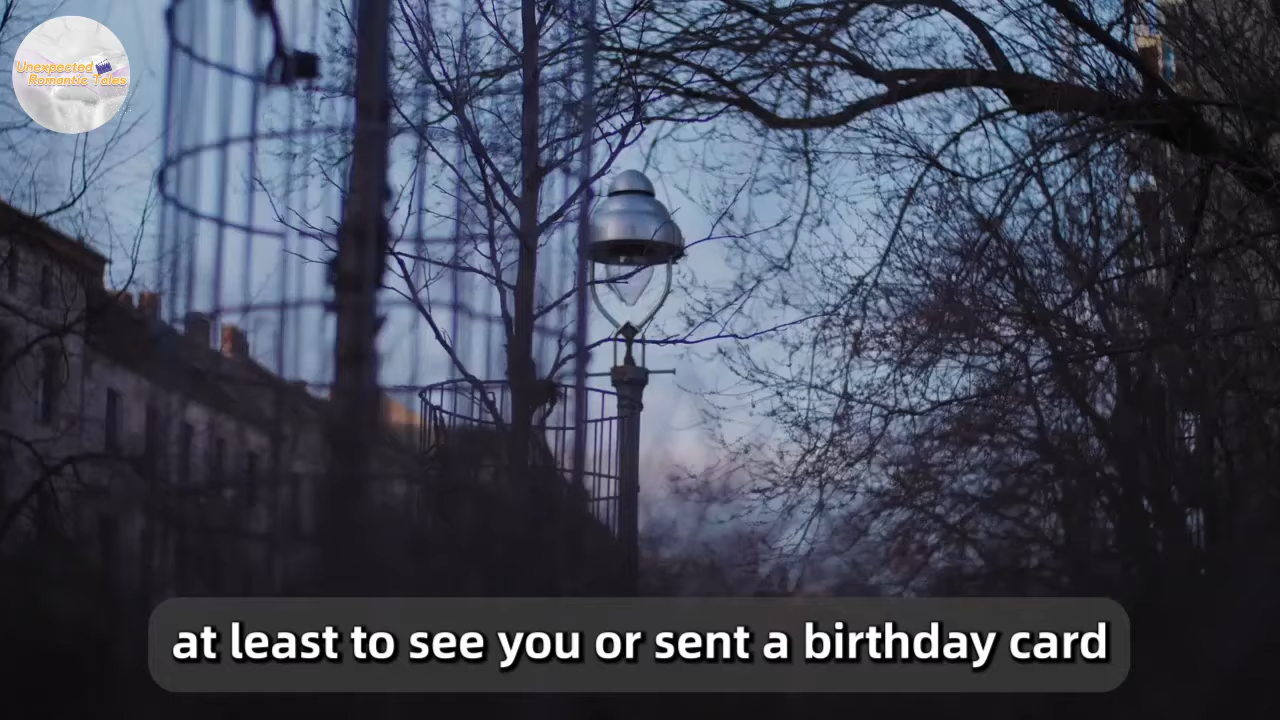 Unexpected
Romantic Tales
at least to see you or sent a birthday card